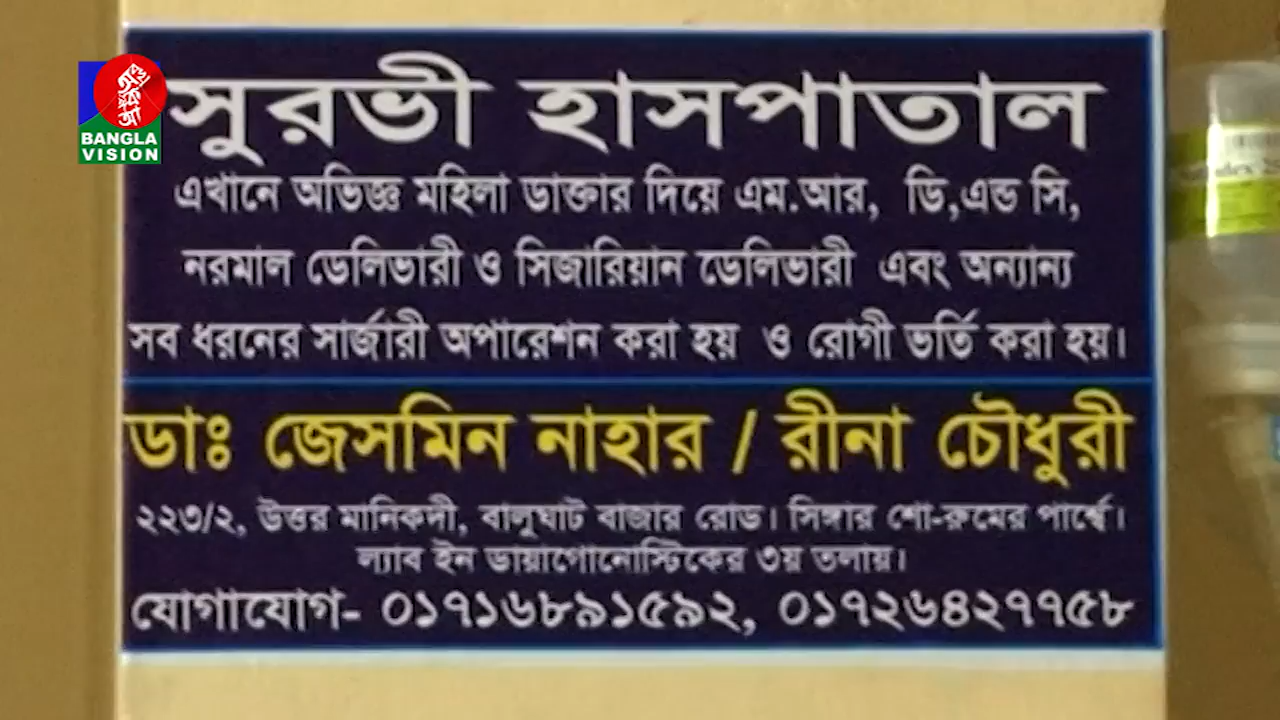 BANGLA
VISION
সুরভী হাসপাতাল
এখানে অভিজ্ঞ মহিলা ডাক্তার দিয়ে এম.আর, ডি,এন্ড সি,
নরমাল ডেলিভারী ও সিজারিয়ান ডেলিভারী এবং অন্যান্য
সব ধরনের সার্জারী অপারেশন করা হয় ও রোগী ভর্তি করা হয়।
ডাঃ জেসমিন নাহার / রীনা চৌধুরী
২২৩/২, উত্তর মানিকদী, বালুঘাট বাজার রোড। সিঙ্গার শো-রুমের পার্শ্বে।
ল্যাব ইন ডায়াগোনোস্টিকের ৩য় তলায়।
যোগাযোগ- ০১৭১৬৮৯১৫৯২, ০১৭২৬৪২৭৭৫৮